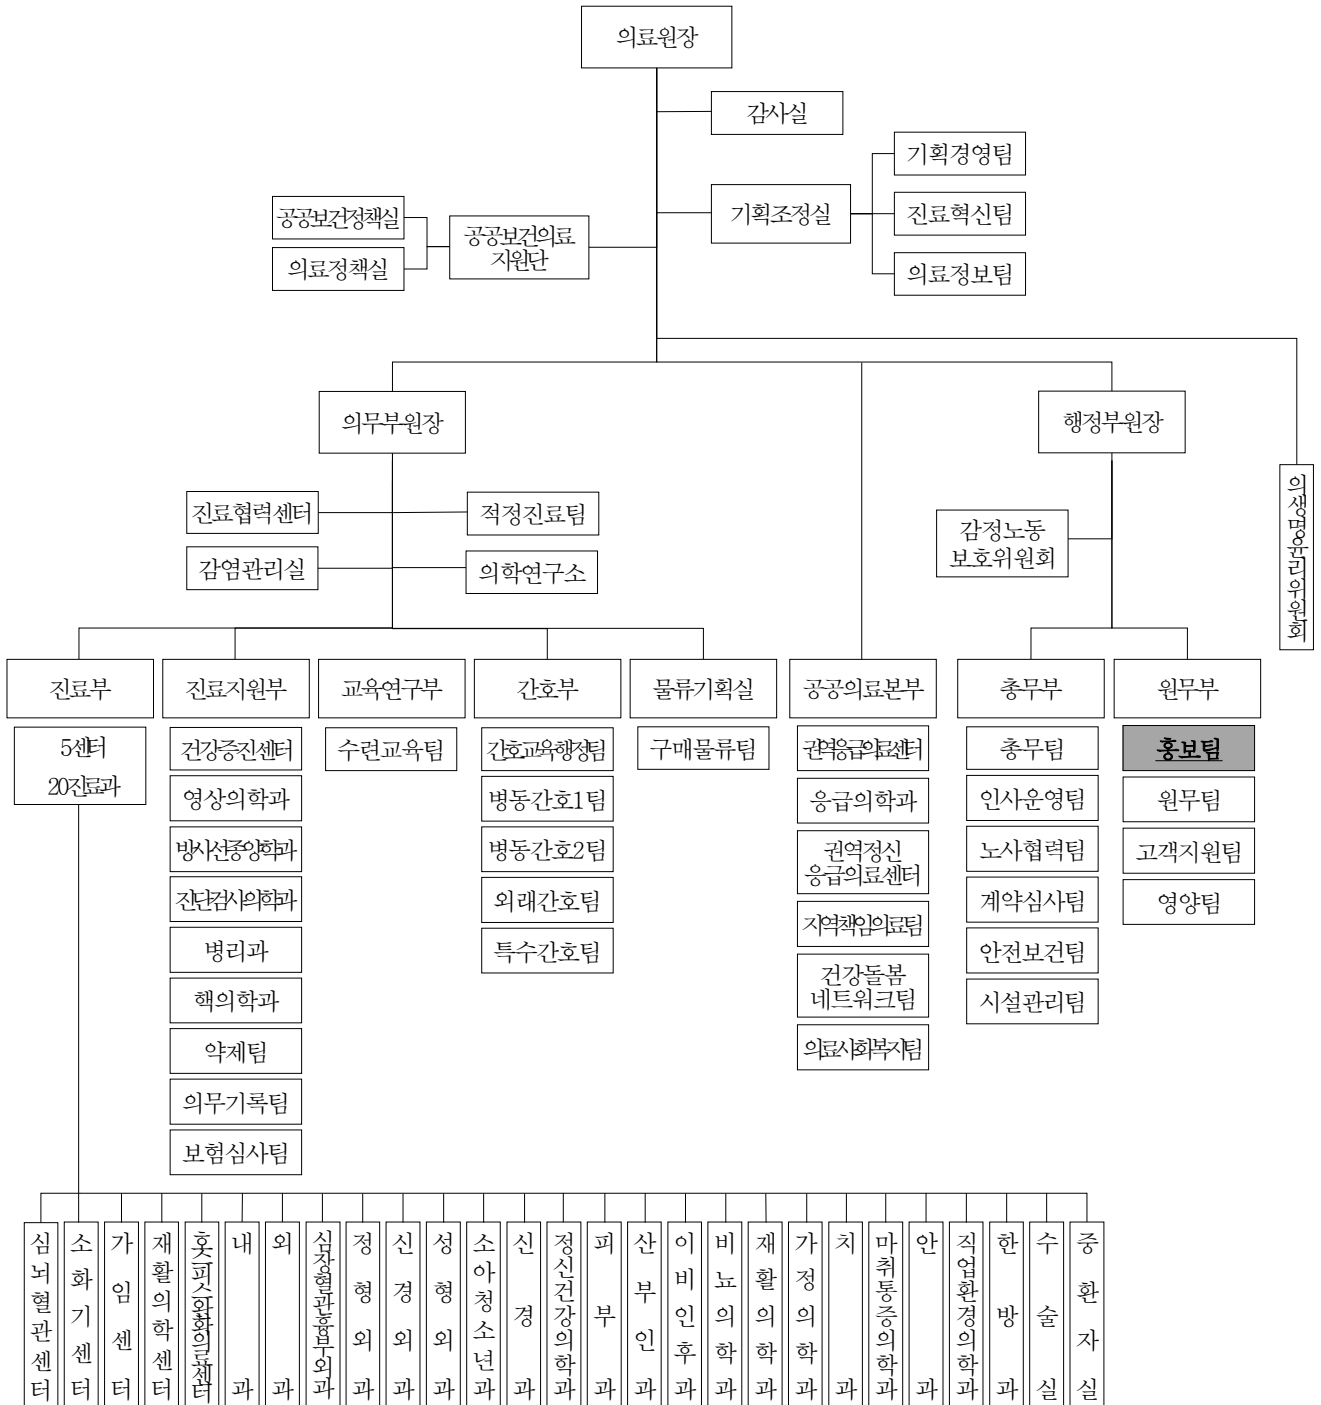 의료원장
감사실
기획경영팀
공공보건정책실
기획조정실
진료혁신팀
공공보건의료
지원단
의료정책실
의료정보팀
의무부원장
행정부원장
의생명윤리위원회
진료협력센터
적정진료팀
감정노동
보호위원회
감염관리실
의학연구소
진료부
진료지원부
교육연구부
간호부
물류기획실
공공의료본부
총무부
원무부
5센터
20진료과
건강증진센터
영상의학과
방사선종양학과
진단검사의학과
병리과
핵의학과
약제팀
의무기록팀
보험심사팀
수련교육팀
간호교육행정팀
병동간호1팀
병동간호2팀
외래간호팀
특수간호팀
구매물류팀
권역응급의료센터
응급의학과
권역정신
응급의료센터
지역책임의료팀
건강돌봄
네트워크팀
의료사회복지팀
총무팀
인사운영팀
노사협력팀
계약심사팀
안전보건팀
시설관리팀
홍보팀
원무팀
고객지원팀
영양팀
심뇌혈관센터
소화기센터
가임센터
재활의학센터
호스피스완화의료센터
내과
외과
심장혈관흉부외과
정형외과
신경외과
성형외과
소아청소년과
신경과
정신건강의학과
피부과
산부인과
이비인후과
비뇨의학과
재활의학과
가정의학과
치과
마취통증의학과
안과
직업환경의학과
한방과
수술실
중환자실